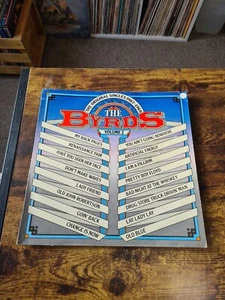 THE ORIGINAL SINGLES 1967-1969
THE
BYRDS
VOLUME 2
MY BACK PAGES
RENAISSANCE FAIR
HAVE YOU SEEN HER FACE
DON'T MAKE WAVES
LADY FRIEND
OLD JOHN ROBERTSON
GOIN' BACK
CHANGE IS NOW
YOU AIN'T GOING NOWHERE
ARTIFICIAL ENERGY
I AM A PILGRIM
PRETTY BOY FLOYD
BAD NIGHT AT THE WHISKEY
DRUG STORE TRUCK DRIVIN' MAN
LAY LADY LAY
OLD BLUE